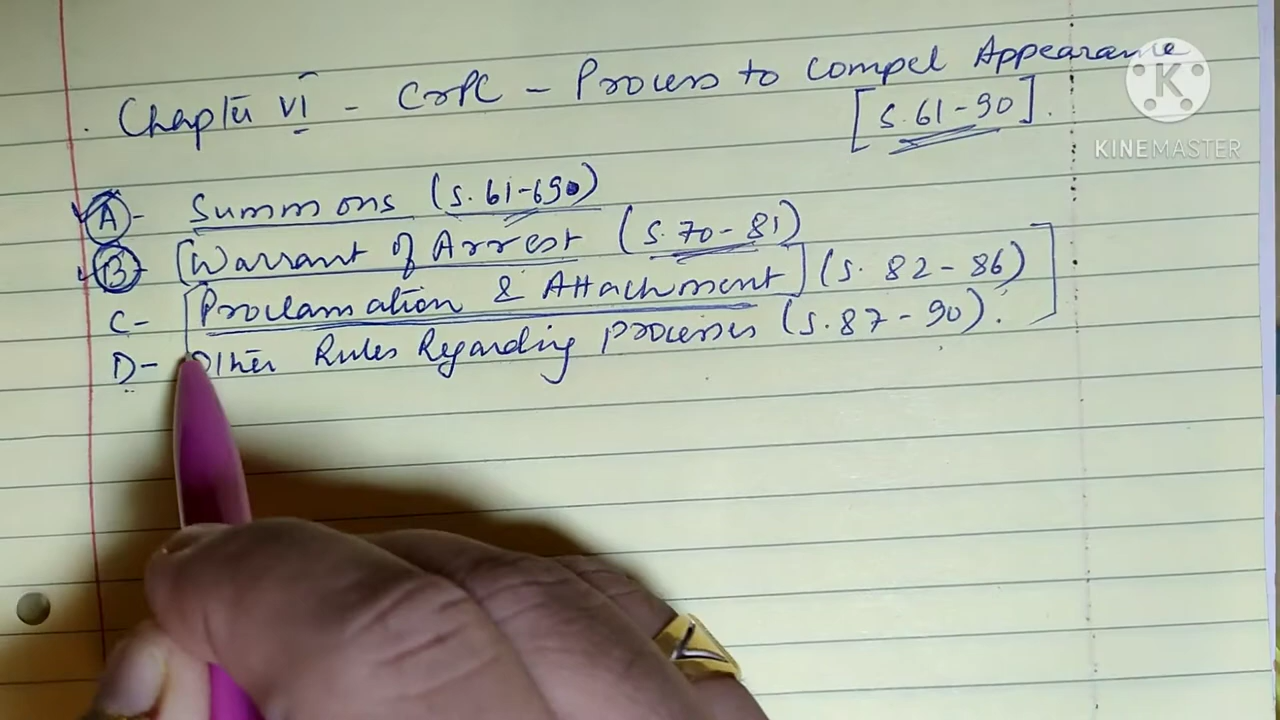 Chapter VI - CrPC - Process to compel Appearance
[S. 61-90].
A - Summons (S. 61-69)
B - [Warrant of Arrest (S. 70-81)
C - [Proclamation & Attachment] (S. 82-86)]
D - Other Rules Regarding processes (S. 87-90).
K
KINEMASTER